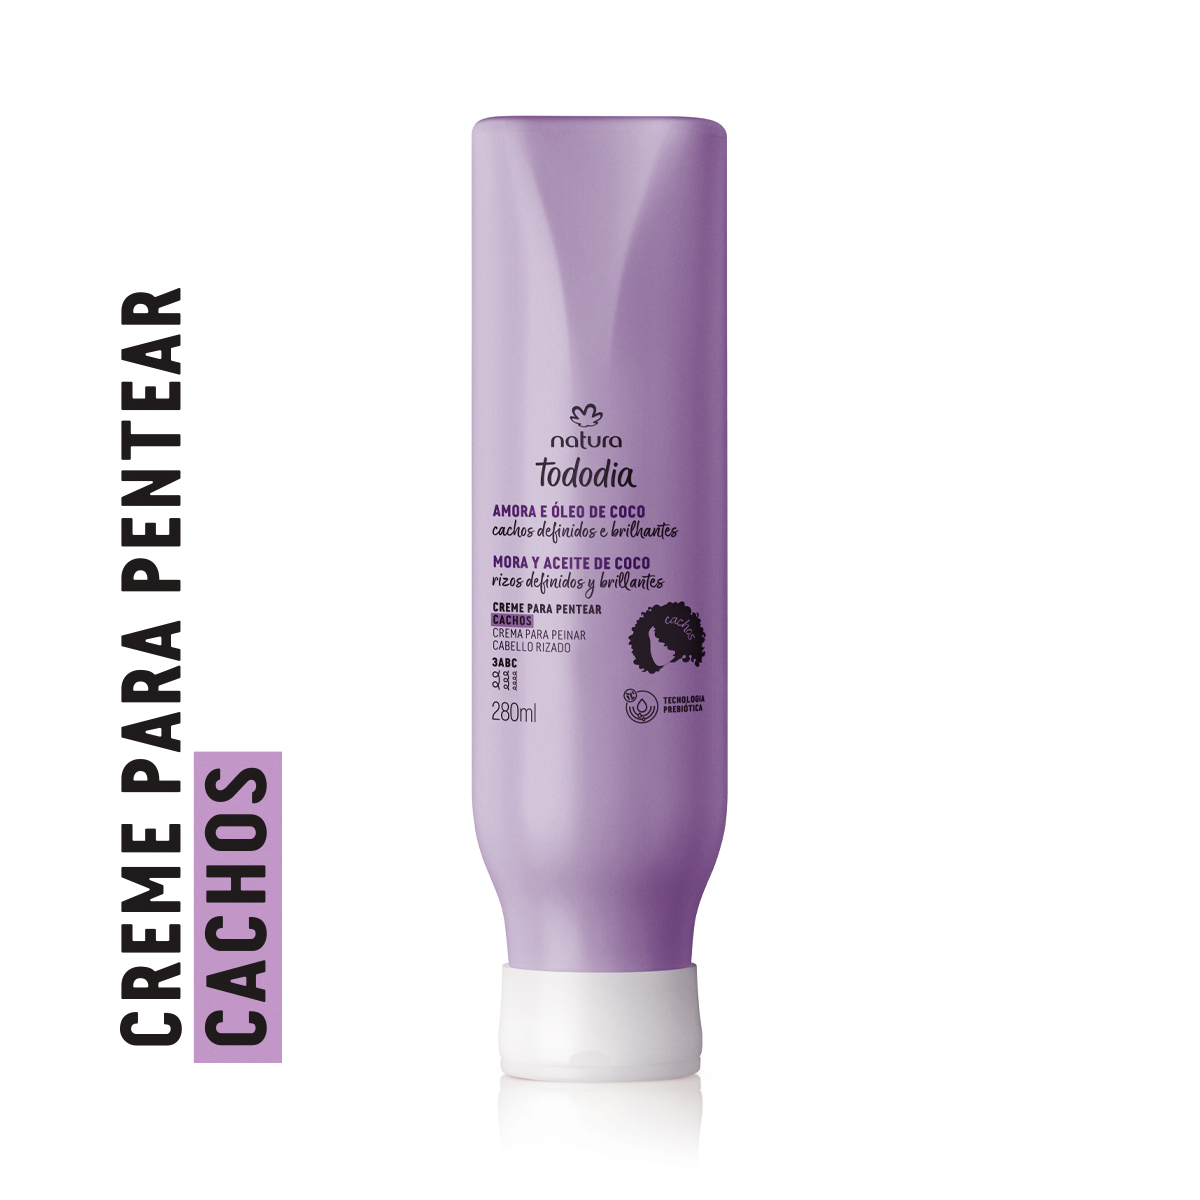 CREME PARA PENTEAR
CACHOS
natura
tododia
AMORA E ÓLEO DE COCO
cachos definidos e brilhantes
MORA Y ACEITE DE COCO
rizos definidos y brillantes
CREME PARA PENTEAR
CACHOS
CREMA PARA PEINAR
CABELLO RIZADO
3ABC
280ml
cachos
TECNOLOGIA
PREBIÓTICA